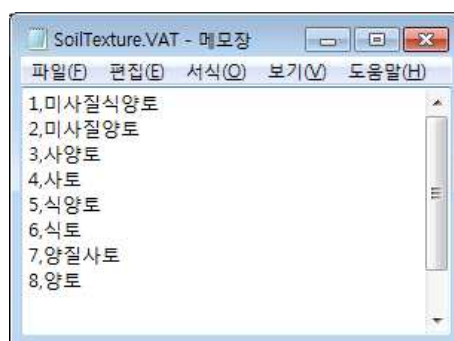 SoilTexture.VAT - 메모장
파일(F) 편집(E) 서식(O) 보기(V) 도움말(H)
1,미사질식양토
2,미사질양토
3,사양토
4,사토
5,식양토
6,식토
7,양질사토
8,양토